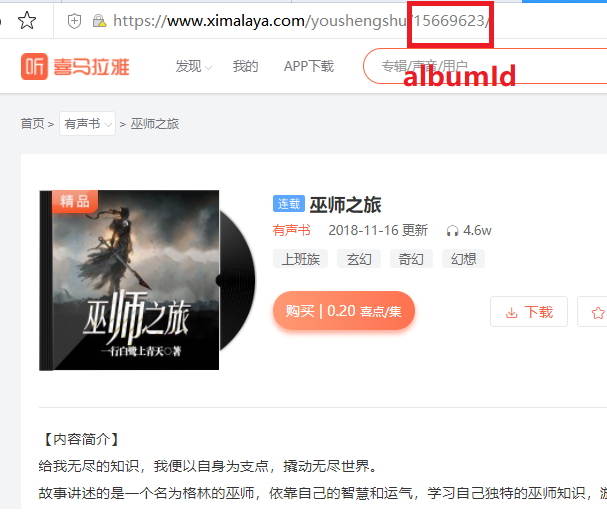 https://www.ximalaya.com/youshengshu/15669623/
听 喜马拉雅 发现 我的 APP下载 专辑/声音/用户
albumId
首页 > 有声书 > 巫师之旅
精品
巫师之旅
一行白鹭上青天◎著
连载 巫师之旅
有声书 2018-11-16 更新 4.6w
上班族 玄幻 奇幻 幻想
购买 | 0.20 喜点/集 下载
【内容简介】
给我无尽的知识，我便以自身为支点，撬动无尽世界。
故事讲述的是一个名为格林的巫师，依靠自己的智慧和运气，学习自己独特的巫师知识，